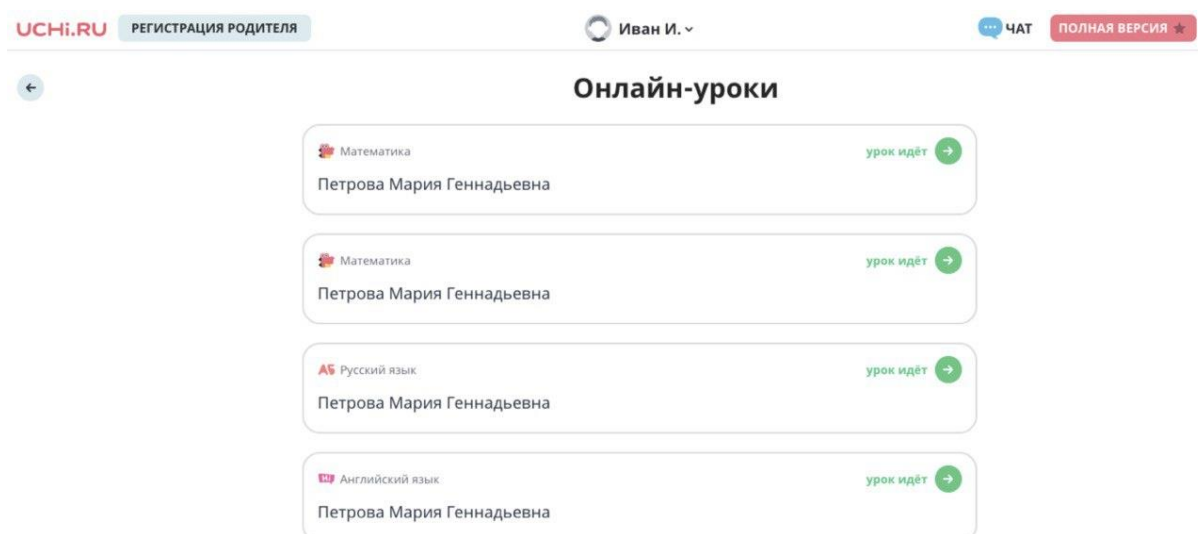 UCHi.RU РЕГИСТРАЦИЯ РОДИТЕЛЯ Иван И. ЧАТ ПОЛНАЯ ВЕРСИЯ
Онлайн-уроки
Математика урок идёт
Петрова Мария Геннадьевна
Математика урок идёт
Петрова Мария Геннадьевна
АБ Русский язык урок идёт
Петрова Мария Геннадьевна
Hi Английский язык урок идёт
Петрова Мария Геннадьевна